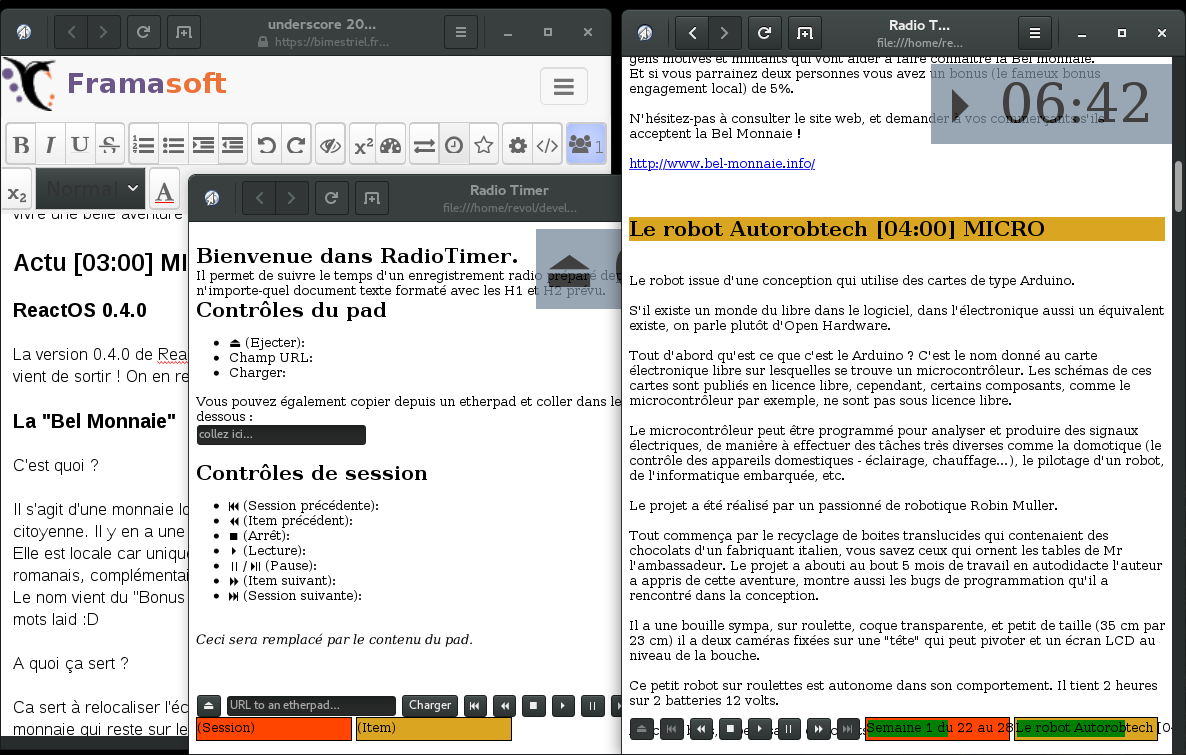 underscore 20...
https://bimestriel.fr...
Framasoft
B I U S
x² </>
1
x₂ Normal A
vivre une belle aventure
Actu [03:00] MI
ReactOS 0.4.0
La version 0.4.0 de Rea
vient de sortir ! On en re
La "Bel Monnaie"
C'est quoi ?
Il s'agit d'une monnaie lo
citoyenne. Il y en a une
Elle est locale car unique
romanais, complémentai
Le nom vient du "Bonus
mots laid :D
A quoi ça sert ?
Ca sert à relocaliser l'éc
monnaie qui reste sur le
Radio Timer
file:///home/revol/devel...
Bienvenue dans RadioTimer.
Il permet de suivre le temps d'un enregistrement radio préparé de
n'importe-quel document texte formaté avec les H1 et H2 prévu.
Contrôles du pad
• ⏏ (Ejecter):
• Champ URL:
• Charger:
Vous pouvez également copier depuis un etherpad et coller dans le
dessous :
collez ici...
Contrôles de session
• ⏮ (Session précédente):
• ⏪ (Item précédent):
• ⏹ (Arrêt):
• ⏵ (Lecture):
• ⏸ / ⏯ (Pause):
• ⏩ (Item suivant):
• ⏭ (Session suivante):
Ceci sera remplacé par le contenu du pad.
URL to an etherpad... Charger
(Session) (Item)
Radio T...
file:///home/re...
gens motivés et militants qui vont aider à faire connaître la Bel monnaie.
Et si vous parrainez deux personnes vous avez un bonus (le fameux bonus
engagement local) de 5%.
06:42
N'hésitez-pas à consulter le site web, et demander à vos commerçants s'ils
acceptent la Bel Monnaie !
http://www.bel-monnaie.info/
Le robot Autorobtech [04:00] MICRO
Le robot issue d'une conception qui utilise des cartes de type Arduino.
S'il existe un monde du libre dans le logiciel, dans l'électronique aussi un équivalent
existe, on parle plutôt d'Open Hardware.
Tout d'abord qu'est ce que c'est le Arduino ? C'est le nom donné au carte
électronique libre sur lesquelles se trouve un microcontrôleur. Les schémas de ces
cartes sont publiés en licence libre, cependant, certains composants, comme le
microcontrôleur par exemple, ne sont pas sous licence libre.
Le microcontrôleur peut être programmé pour analyser et produire des signaux
électriques, de manière à effectuer des tâches très diverses comme la domotique (le
contrôle des appareils domestiques - éclairage, chauffage...), le pilotage d'un robot,
de l'informatique embarquée, etc.
Le projet a été réalisé par un passionné de robotique Robin Muller.
Tout commença par le recyclage de boites translucides qui contenaient des
chocolats d'un fabriquant italien, vous savez ceux qui ornent les tables de Mr
l'ambassadeur. Le projet a abouti au bout 5 mois de travail en autodidacte l'auteur
a appris de cette aventure, montre aussi les bugs de programmation qu'il a
rencontré dans la conception.
Il a une bouille sympa, sur roulette, coque transparente, et petit de taille (35 cm par
23 cm) il a deux caméras fixées sur une "tête" qui peut pivoter et un écran LCD au
niveau de la bouche.
Ce petit robot sur roulettes est autonome dans son comportement. Il tient 2 heures
sur 2 batteries 12 volts.
Semaine 1 du 22 au 28 Le robot Autorobtech [0